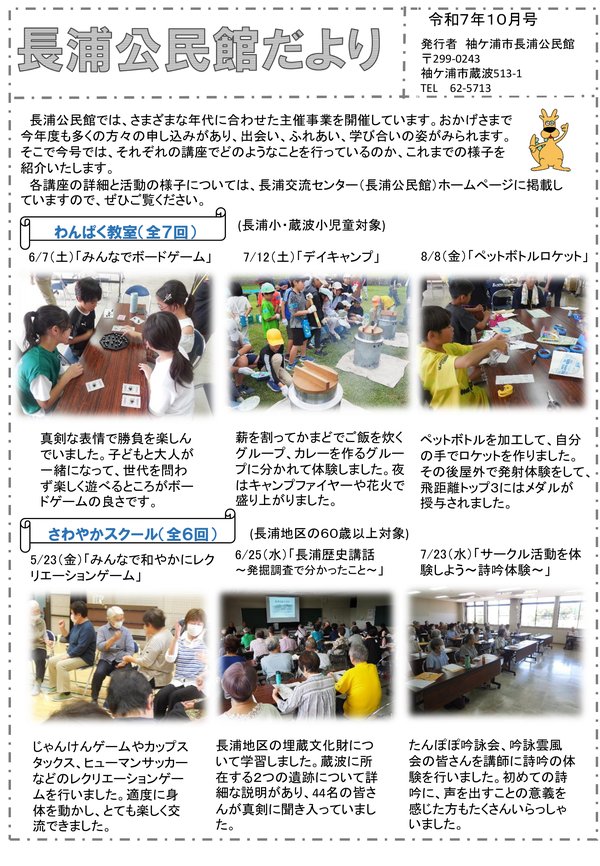 長浦公民館だより
令和7年10月号
発行者 袖ケ浦市長浦公民館
〒299-0243
袖ケ浦市蔵波513-1
TEL 62-5713
長浦公民館では、さまざまな年代に合わせた主催事業を開催しています。おかげさまで
今年度も多くの方々の申し込みがあり、出会い、ふれあい、学び合いの姿がみられます。
そこで今号では、それぞれの講座でどのようなことを行っているのか、これまでの様子を
紹介いたします。
各講座の詳細と活動の様子については、長浦交流センター（長浦公民館）ホームページに掲載し
ていますので、ぜひご覧ください。
わんぱく教室（全７回）
(長浦小・蔵波小児童対象)
6/7（土）「みんなでボードゲーム」
7/12（土）「デイキャンプ」
8/8（金）「ペットボトルロケット」
真剣な表情で勝負を楽しん
でいました。子どもと大人が
一緒になって、世代を問わ
ず楽しく遊べるところがボー
ドゲームの良さです。
薪を割ってかまどでご飯を炊く
グループ、カレーを作るグルー
プに分かれて体験しました。夜
はキャンプファイヤーや花火で
盛り上がりました。
ペットボトルを加工して、自分
の手でロケットを作りました。
その後屋外で発射体験をして、
飛距離トップ３にはメダルが
授与されました。
さわやかスクール（全６回）
(長浦地区の６０歳以上対象)
5/23（金）「みんなで和やかにレク
リエーションゲーム」
6/25（水）「長浦歴史講話
～発掘調査で分かったこと～」
7/23（水）「サークル活動を体
験しよう～詩吟体験～」
じゃんけんゲームやカップス
タックス、ヒューマンサッカー
などのレクリエーションゲー
ムを行いました。適度に身
体を動かし、とても楽しく交
流できました。
長浦地区の埋蔵文化財につ
いて学習しました。蔵波に所
在する２つの遺跡について詳
細な説明があり、44名の皆さ
んが真剣に聞き入っていまし
た。
たんぽぽ吟詠会、吟詠雲風
会の皆さんを講師に詩吟の体
験を行いました。初めての詩
吟に、声を出すことの意義を
感じた方もたくさんいらっしゃ
いました。